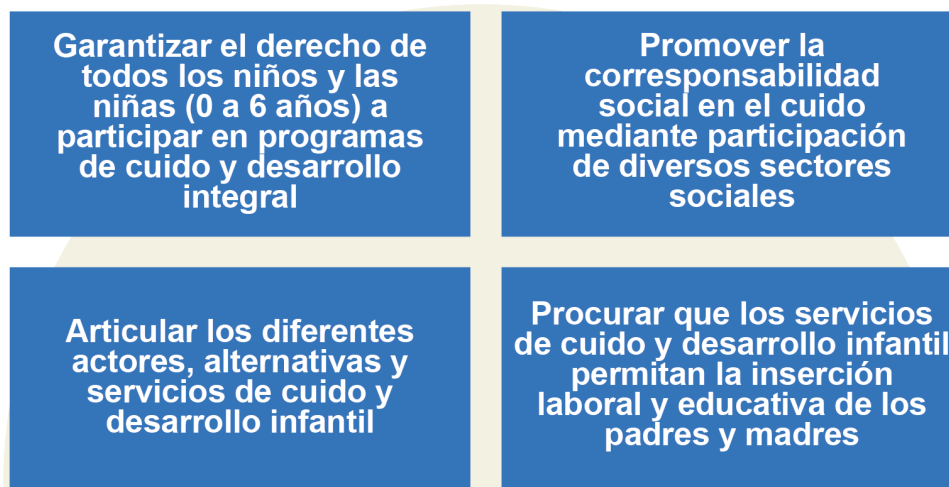 Garantizar el derecho de
todos los niños y las
niñas (0 a 6 años) a
participar en programas
de cuido y desarrollo
integral
Promover la
corresponsabilidad
social en el cuido
mediante participación
de diversos sectores
sociales
Articular los diferentes
actores, alternativas y
servicios de cuido y
desarrollo infantil
Procurar que los servicios
de cuido y desarrollo infantil
permitan la inserción
laboral y educativa de los
padres y madres